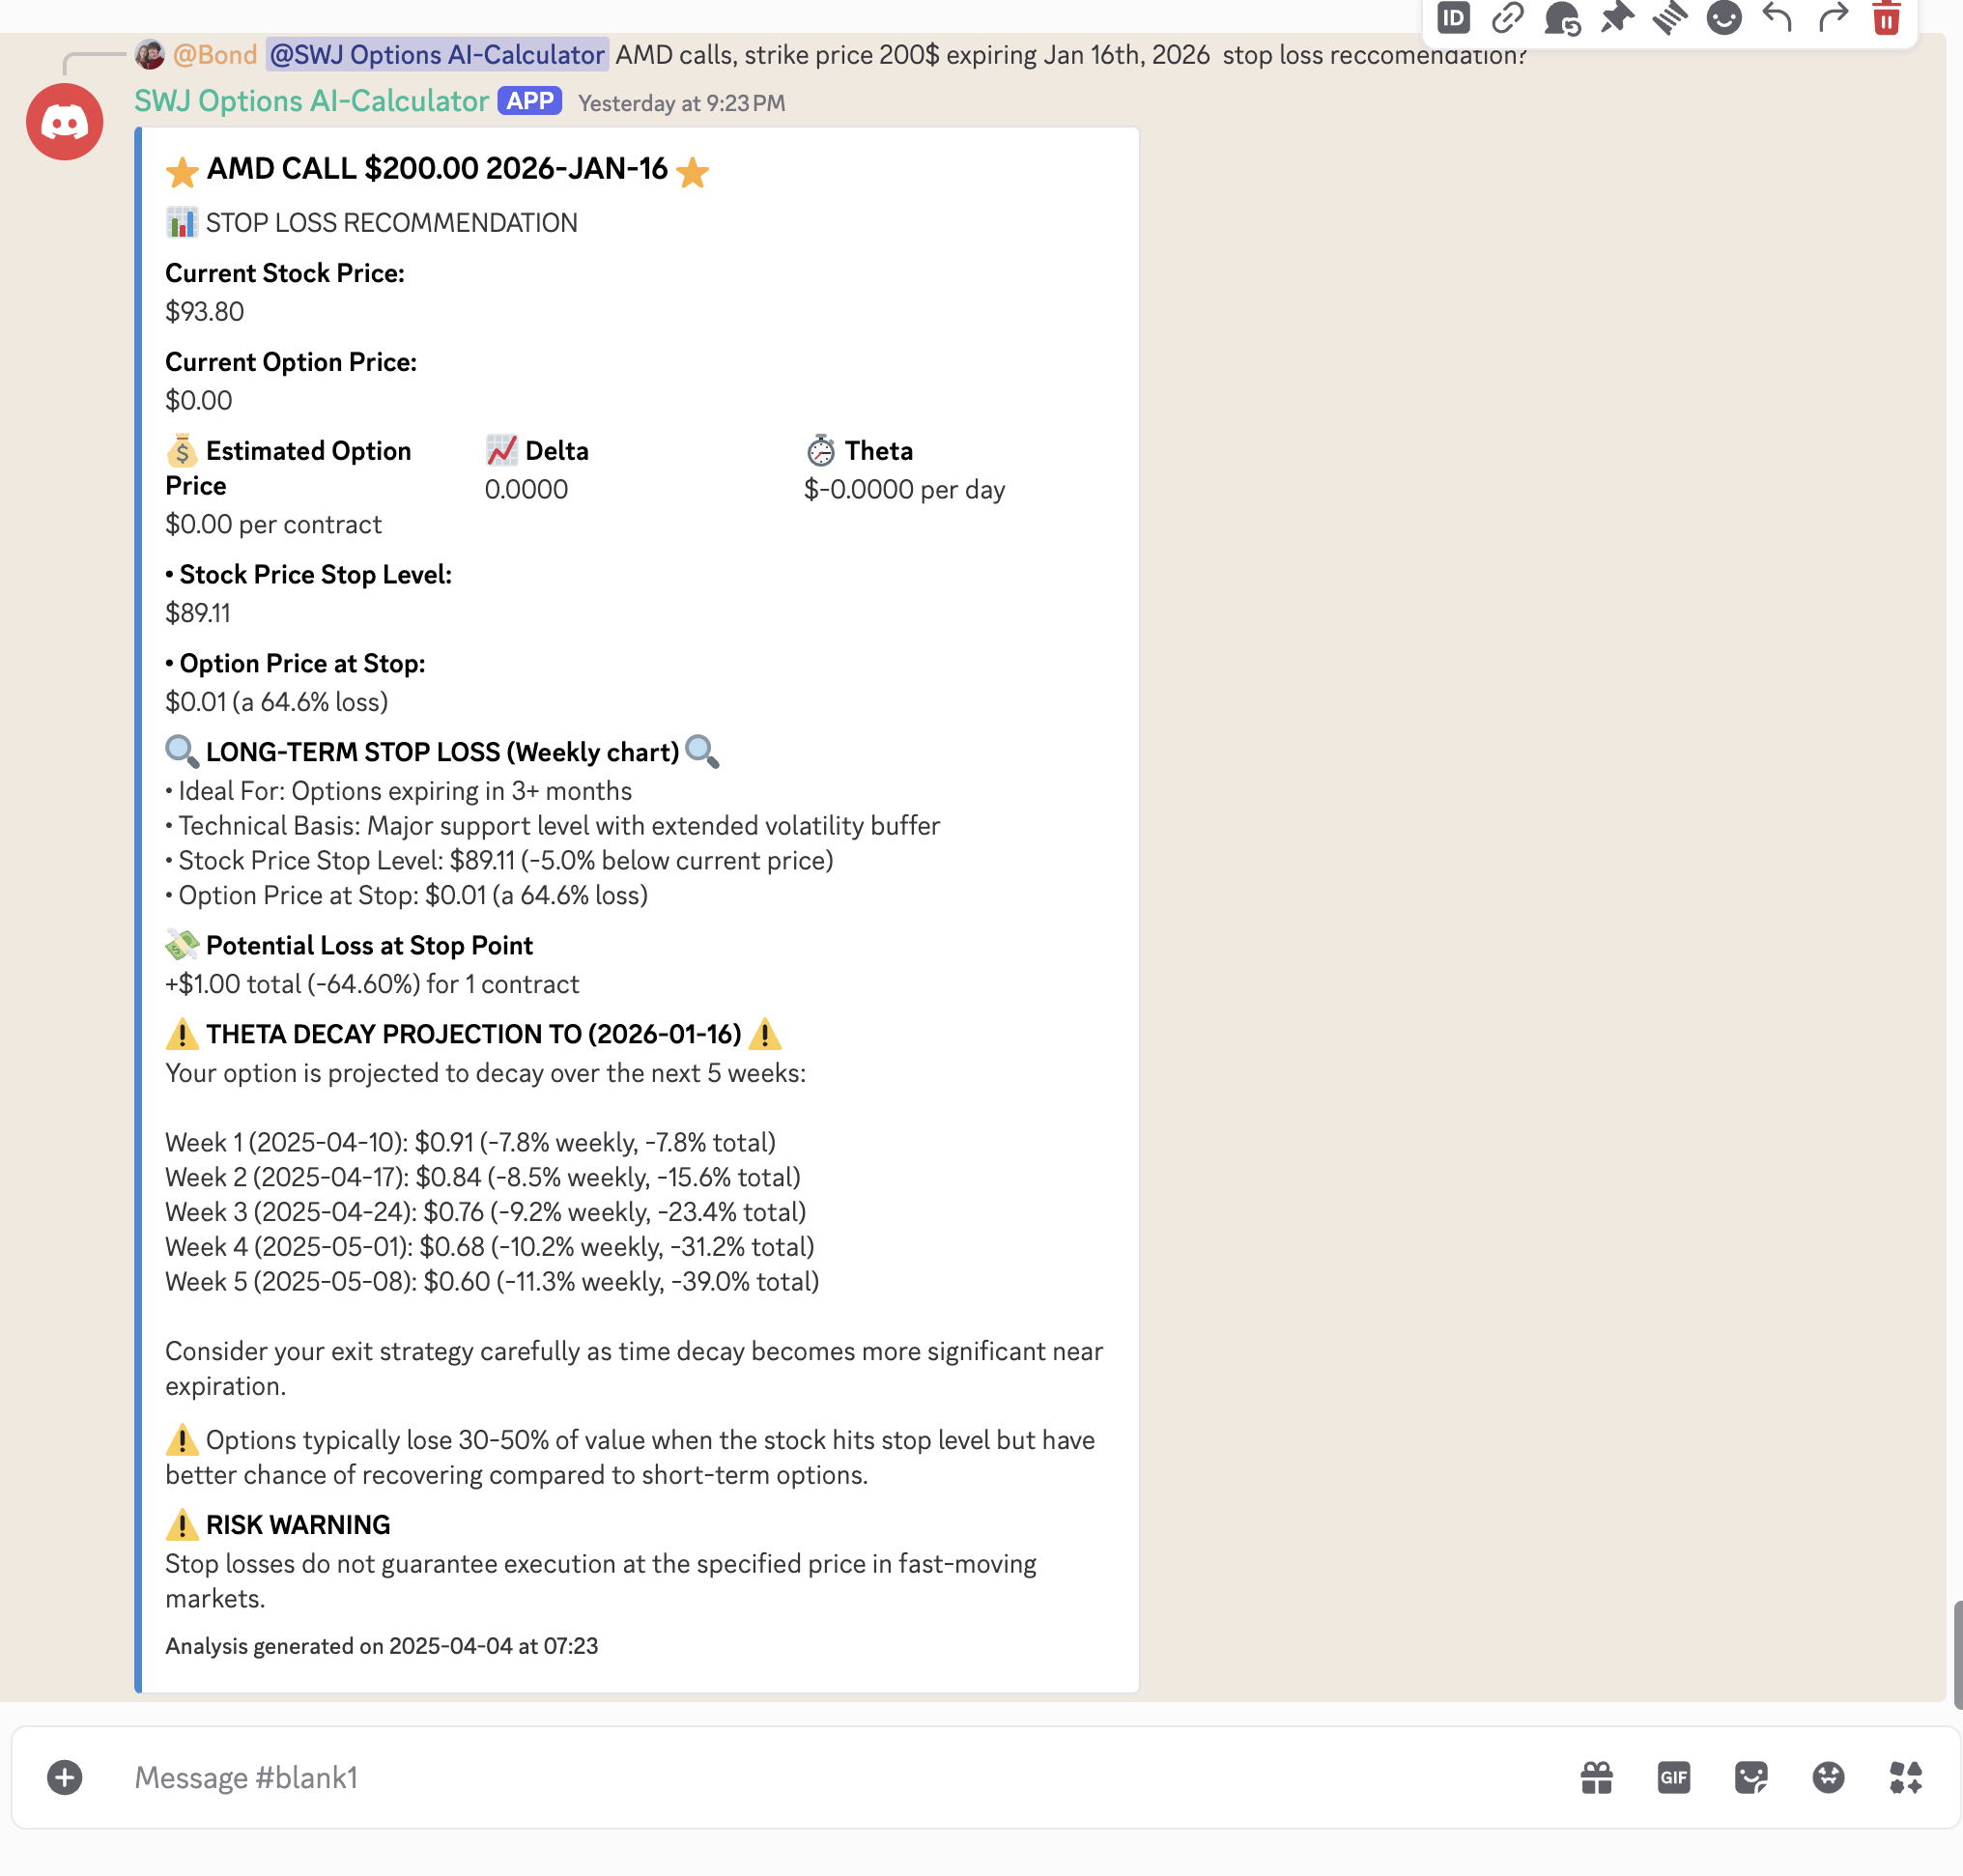 @Bond @SWJ Options AI-Calculator AMD calls, strike price 200$ expiring Jan 16th, 2026 stop loss reccomendation?
SWJ Options AI-Calculator APP Yesterday at 9:23 PM
AMD CALL $200.00 2026-JAN-16
STOP LOSS RECOMMENDATION
Current Stock Price:
$93.80
Current Option Price:
$0.00
Estimated Option
Price
$0.00 per contract
Delta
0.0000
Theta
$-0.0000 per day
• Stock Price Stop Level:
$89.11
• Option Price at Stop:
$0.01 (a 64.6% loss)
LONG-TERM STOP LOSS (Weekly chart)
• Ideal For: Options expiring in 3+ months
• Technical Basis: Major support level with extended volatility buffer
• Stock Price Stop Level: $89.11 (-5.0% below current price)
• Option Price at Stop: $0.01 (a 64.6% loss)
Potential Loss at Stop Point
+$1.00 total (-64.60%) for 1 contract
THETA DECAY PROJECTION TO (2026-01-16)
Your option is projected to decay over the next 5 weeks:
Week 1 (2025-04-10): $0.91 (-7.8% weekly, -7.8% total)
Week 2 (2025-04-17): $0.84 (-8.5% weekly, -15.6% total)
Week 3 (2025-04-24): $0.76 (-9.2% weekly, -23.4% total)
Week 4 (2025-05-01): $0.68 (-10.2% weekly, -31.2% total)
Week 5 (2025-05-08): $0.60 (-11.3% weekly, -39.0% total)
Consider your exit strategy carefully as time decay becomes more significant near
expiration.
Options typically lose 30-50% of value when the stock hits stop level but have
better chance of recovering compared to short-term options.
RISK WARNING
Stop losses do not guarantee execution at the specified price in fast-moving
markets.
Analysis generated on 2025-04-04 at 07:23
Message #blank1
GIF
ID